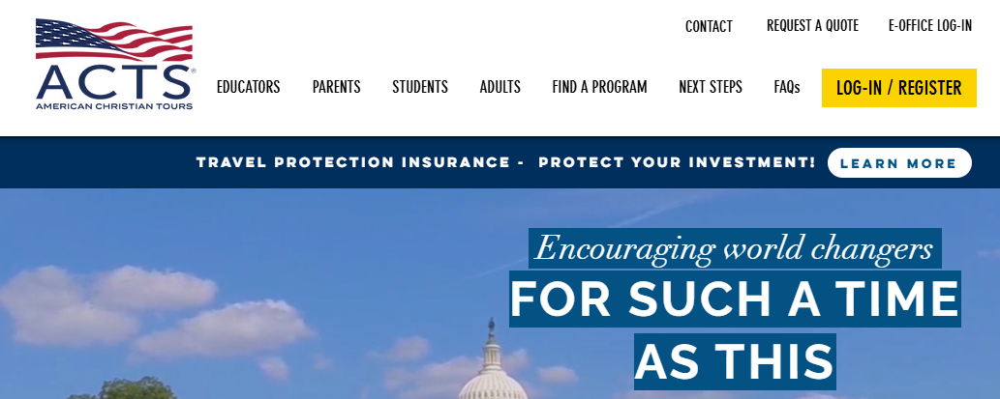 CONTACT REQUEST A QUOTE E-OFFICE LOG-IN
ACTS®
AMERICAN CHRISTIAN TOURS
EDUCATORS PARENTS STUDENTS ADULTS FIND A PROGRAM NEXT STEPS FAQs LOG-IN / REGISTER
TRAVEL PROTECTION INSURANCE - PROTECT YOUR INVESTMENT! LEARN MORE
Encouraging world changers
FOR SUCH A TIME
AS THIS